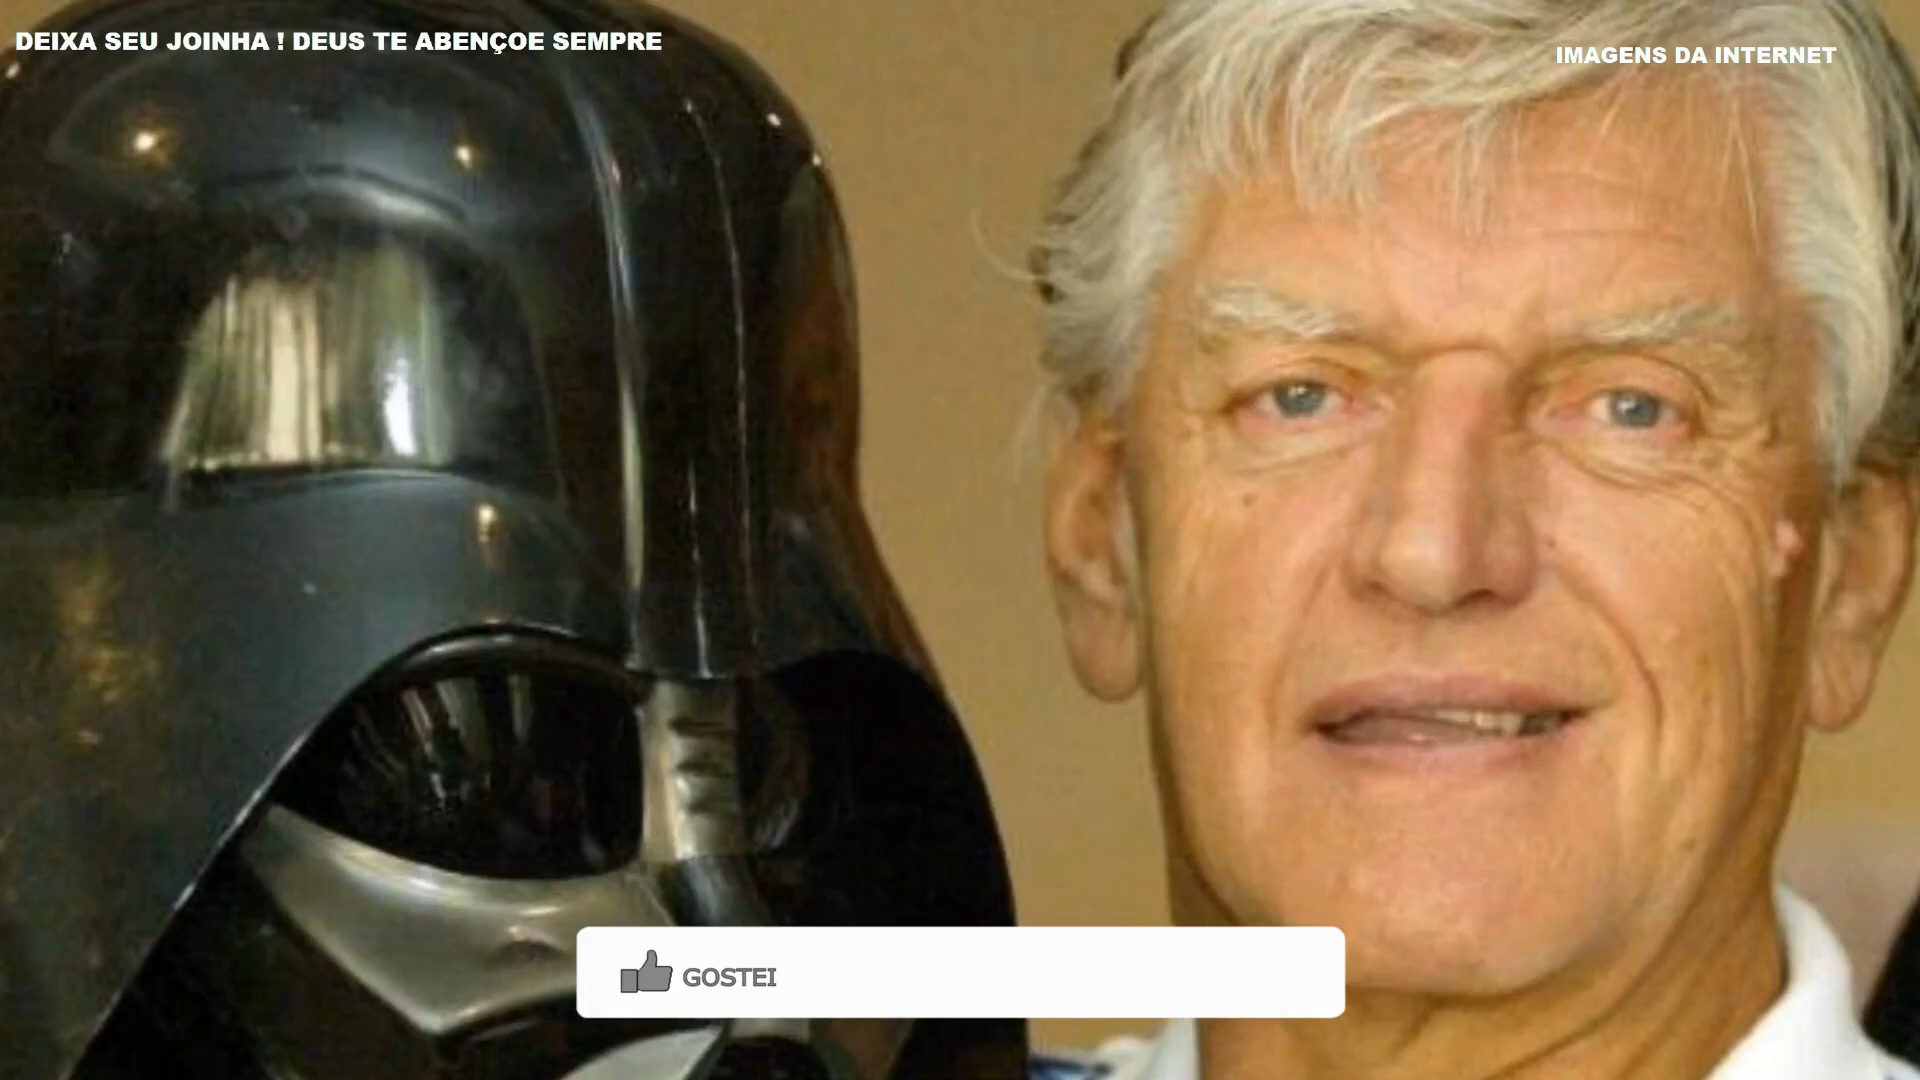 DEIXA SEU JOINHA ! DEUS TE ABENÇOE SEMPRE
IMAGENS DA INTERNET
GOSTEI